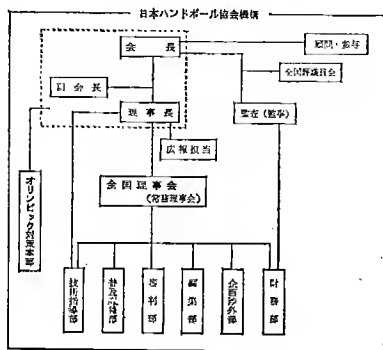 日本ハンドボール協会機構
会長
顧問・参与
全国評議員会
副会長
理事長
監査(監事)
広報担当
全国理事会
(常務理事会)
オリンピック対策本部
技術指導部
普及
審判部
編集部
企画渉外部
財務部